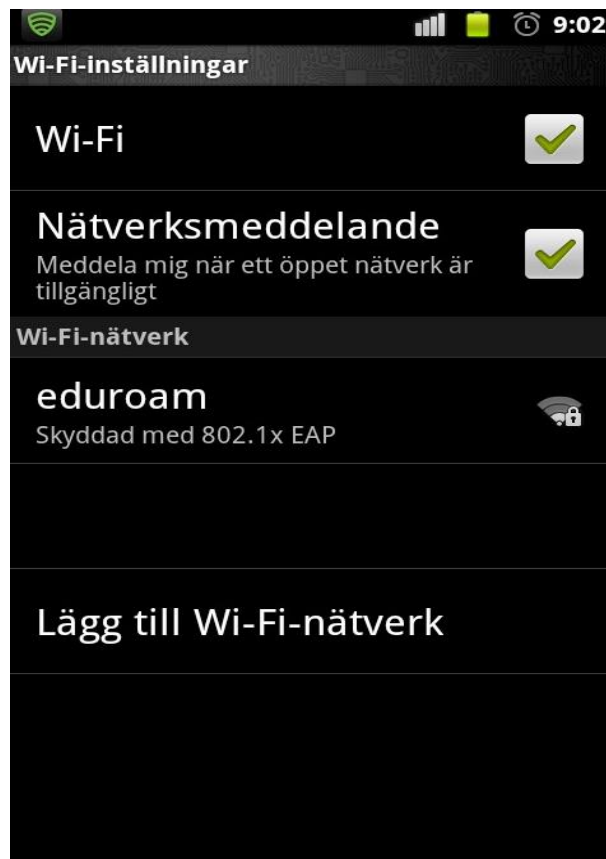 9:02
Wi-Fi-inställningar
Wi-Fi
Nätverksmeddelande
Meddela mig när ett öppet nätverk är
tillgängligt
Wi-Fi-nätverk
eduroam
Skyddad med 802.1x EAP
Lägg till Wi-Fi-nätverk